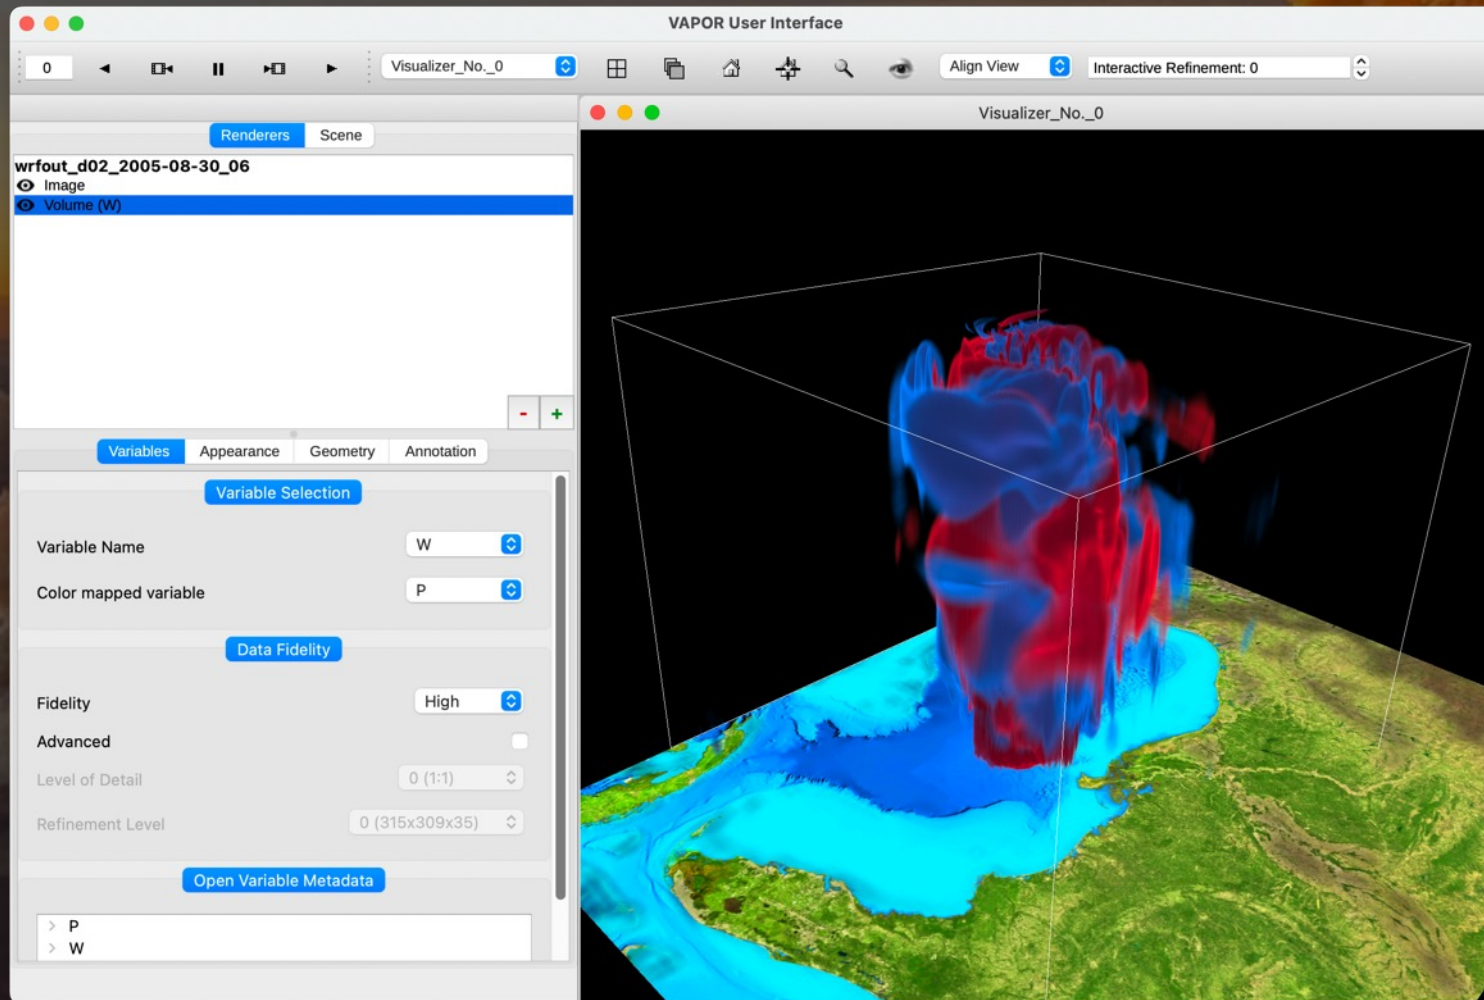 VAPOR User Interface
0
Visualizer_No._0
Align View
Interactive Refinement: 0
Renderers
Scene
wrfout_d02_2005-08-30_06
Image
Volume (W)
-
+
Variables
Appearance
Geometry
Annotation
Variable Selection
Variable Name
W
Color mapped variable
P
Data Fidelity
Fidelity
High
Advanced
Level of Detail
0 (1:1)
Refinement Level
0 (315x309x35)
Open Variable Metadata
P
W
Visualizer_No._0